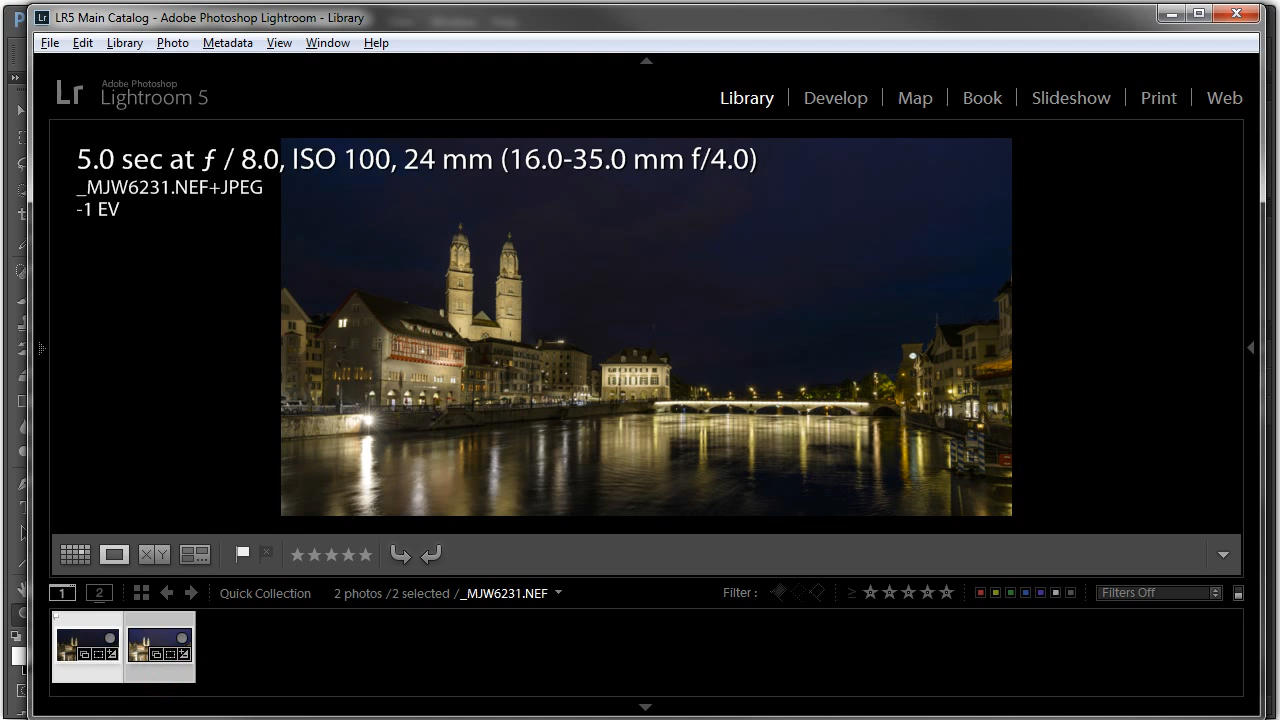 LR5 Main Catalog - Adobe Photoshop Lightroom - Library
File Edit Library Photo Metadata View Window Help
Lr Adobe Photoshop
Lightroom 5
Library Develop Map Book Slideshow Print Web
5.0 sec at ƒ / 8.0, ISO 100, 24 mm (16.0-35.0 mm f/4.0)
_MJW6231.NEF+JPEG
-1 EV
X Y
1 2 Quick Collection 2 photos /2 selected /_MJW6231.NEF Filter : ≥ Filters Off